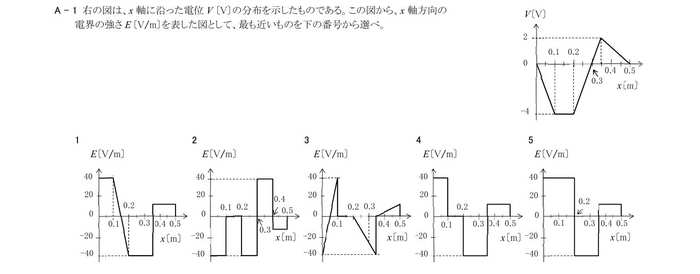 A－1 右の図は、x 軸に沿った電位 V〔V〕の分布を示したものである。この図から、x 軸方向の
電界の強さ E〔V/m〕を表した図として、最も近いものを下の番号から選べ。
V〔V〕
2
0.1 0.2
0
0.4 0.5
0.3
x〔m〕
−4
1
E〔V/m〕
40
20
0.2
0
0.1 0.3 0.4 0.5
−20
x〔m〕
−40
2
E〔V/m〕
40
20
0.1 0.2
0.4
0.5
0
0.3
−20
x〔m〕
−40
3
E〔V/m〕
40
20
0.2 0.3
0
0.1 0.4 0.5
−20
x〔m〕
−40
4
E〔V/m〕
40
20
0.2
0
0.1 0.3 0.4 0.5
−20
x〔m〕
−40
5
E〔V/m〕
40
20
0.2
0
0.1 0.3 0.4 0.5
−20
x〔m〕
−40